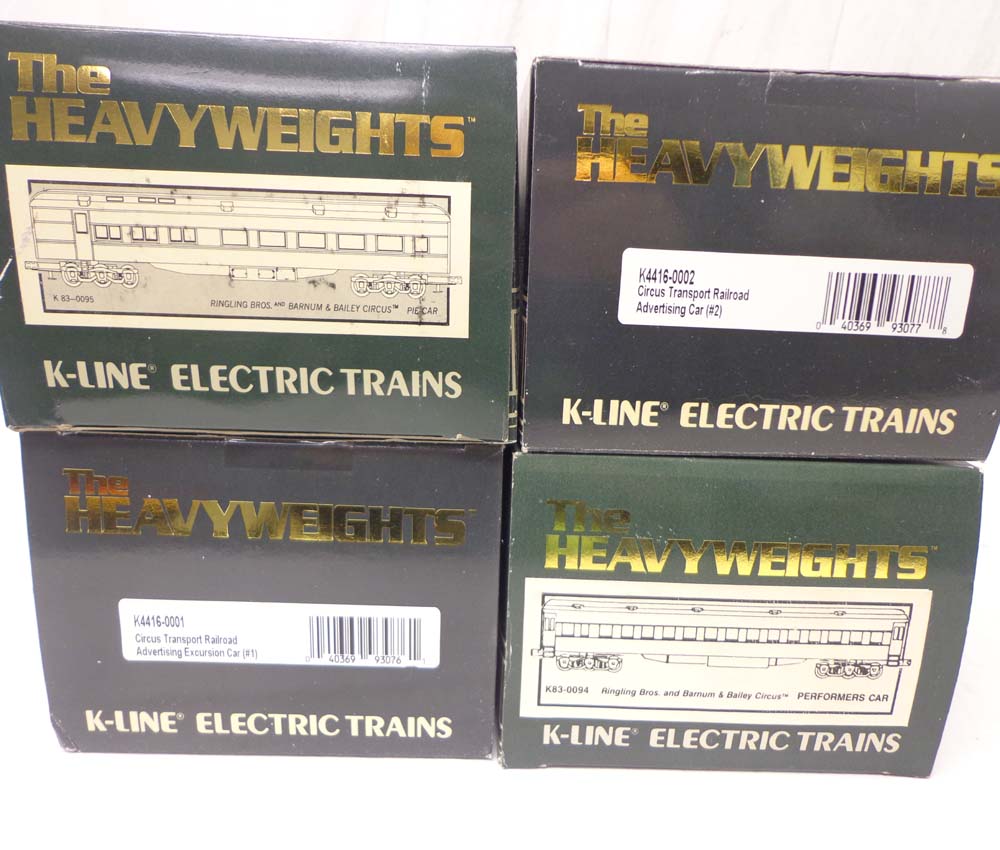 The
HEAVYWEIGHTS™
K 83-0095
RINGLING BROS. AND BARNUM & BAILEY CIRCUS™ PIE CAR
K-LINE® ELECTRIC TRAINS
The
HEAVYWEIGHTS
K4416-0002
Circus Transport Railroad
Advertising Car (#2)
0 40369 93077 8
K-LINE® ELECTRIC TRAINS
The
HEAVYWEIGHTS™
K4416-0001
Circus Transport Railroad
Advertising Excursion Car (#1)
0 40369 93076 1
K-LINE® ELECTRIC TRAINS
The
HEAVYWEIGHTS™
K83-0094 Ringling Bros. and Barnum & Bailey Circus™ PERFORMERS CAR
K-LINE® ELECTRIC TRAINS